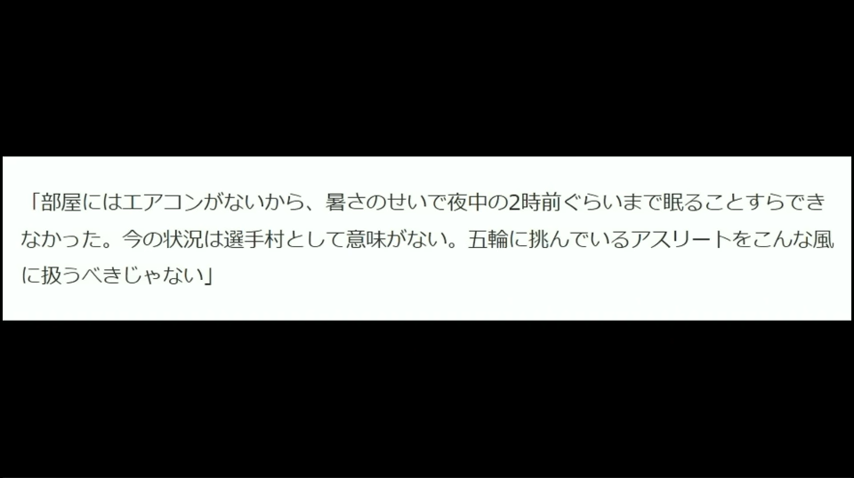 「部屋にはエアコンがないから、暑さのせいで夜中の2時前ぐらいまで眠ることすらでき
なかった。今の状況は選手村として意味がない。五輪に挑んでいるアスリートをこんな風
に扱うべきじゃない」